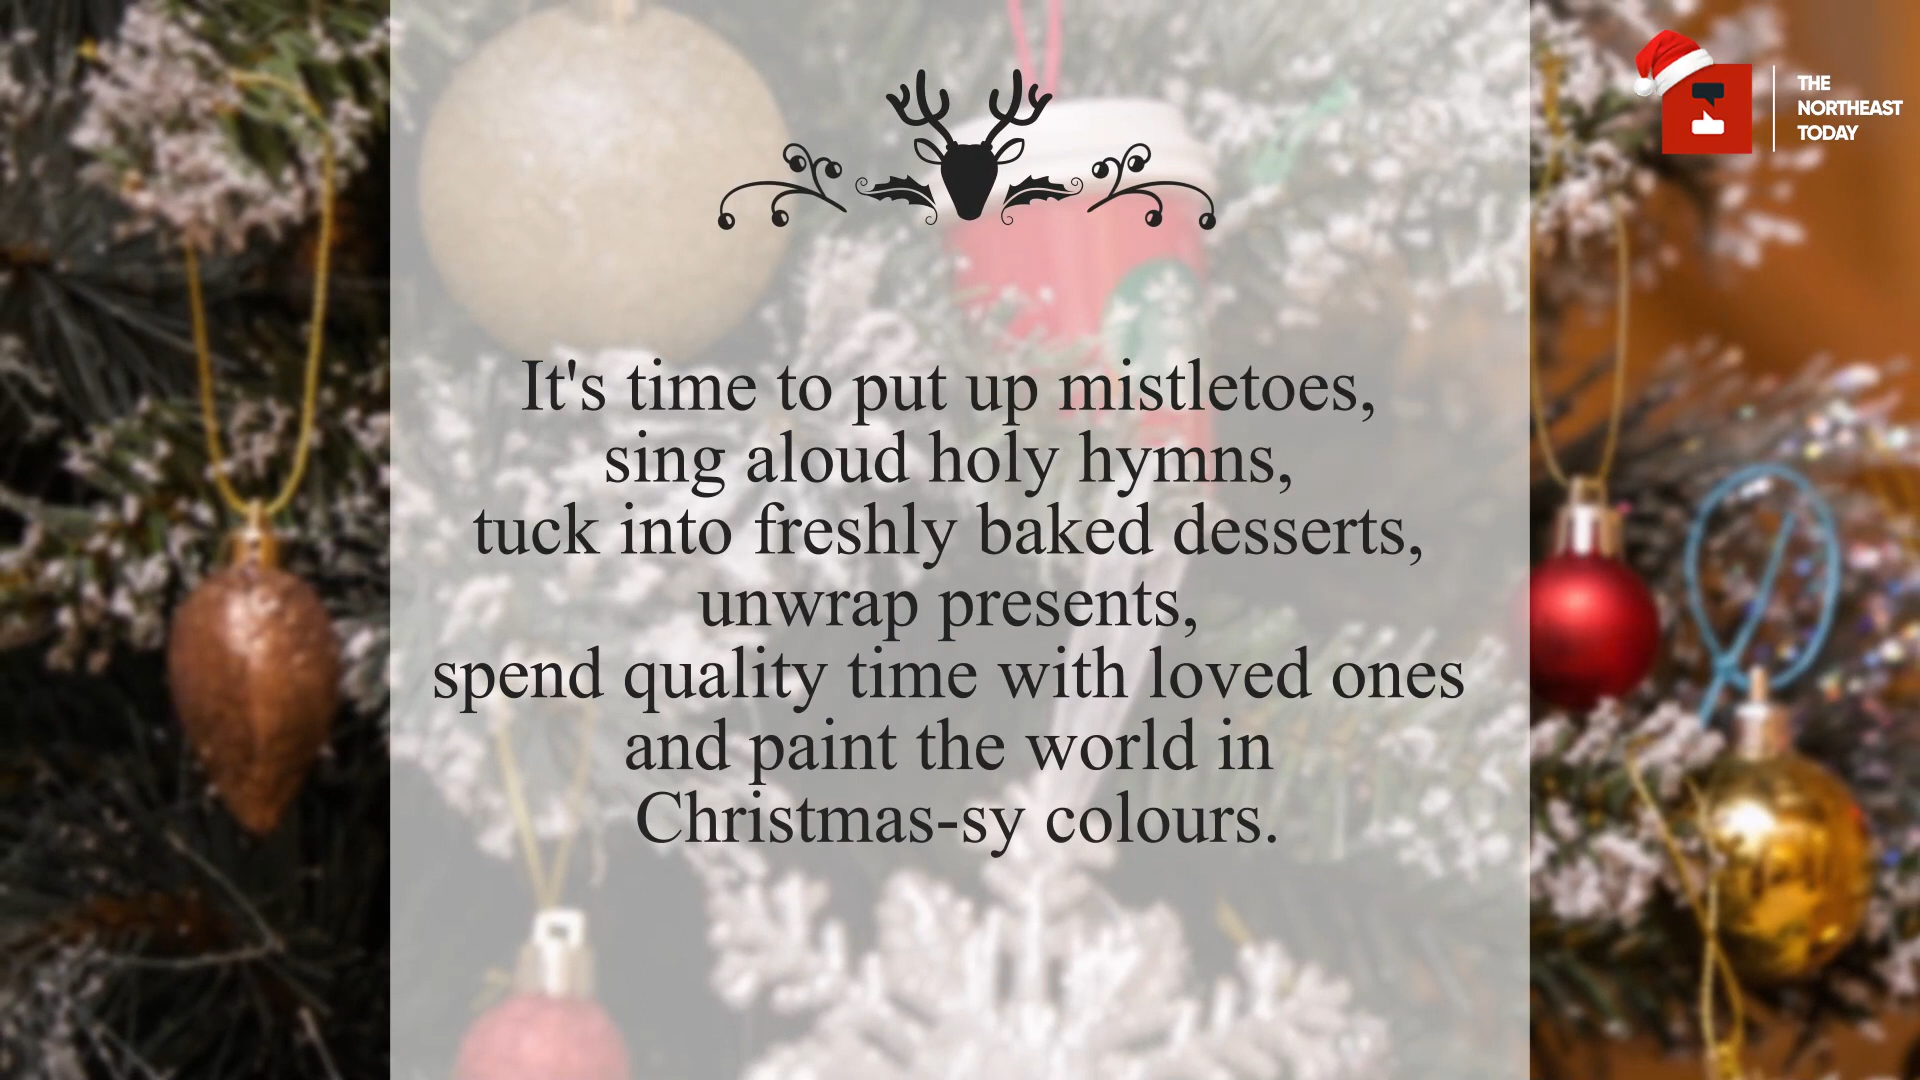 THE
NORTHEAST
TODAY
It's time to put up mistletoes,
sing aloud holy hymns,
tuck into freshly baked desserts,
unwrap presents,
spend quality time with loved ones
and paint the world in
Christmas-sy colours.